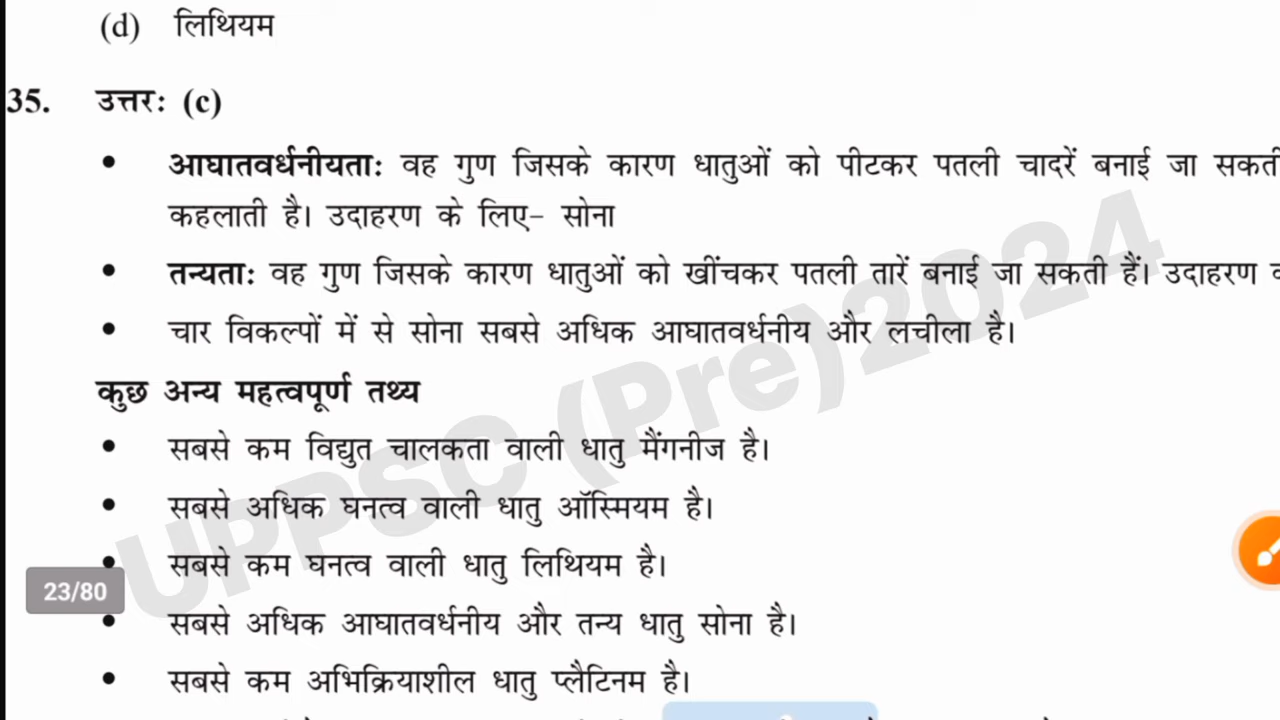 (d) लिथियम
35. उत्तरः (c)
• आघातवर्धनीयताः वह गुण जिसके कारण धातुओं को पीटकर पतली चादरें बनाई जा सकती
कहलाती है। उदाहरण के लिए- सोना
• तन्यताः वह गुण जिसके कारण धातुओं को खींचकर पतली तारें बनाई जा सकती हैं। उदाहरण
• चार विकल्पों में से सोना सबसे अधिक आघातवर्धनीय और लचीला है।
कुछ अन्य महत्वपूर्ण तथ्य
• सबसे कम विद्युत चालकता वाली धातु मैंगनीज है।
• सबसे अधिक घनत्व वाली धातु ऑस्मियम है।
• सबसे कम घनत्व वाली धातु लिथियम है।
23/80
• सबसे अधिक आघातवर्धनीय और तन्य धातु सोना है।
• सबसे कम अभिक्रियाशील धातु प्लैटिनम है।
UPPSC (Pre) 2024